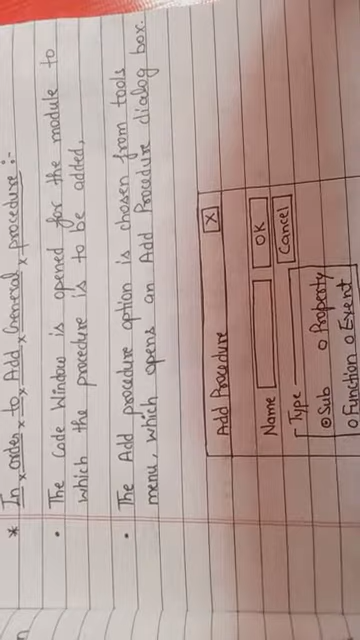 * In order to Add General procedure :-
• The Code Window is opened for the module to
which the procedure is to be added,
• The Add procedure option is chosen from tools
menu, which opens an Add Procedure dialog box.
Add Procedure X
Name OK
Type Cancel
Sub Property
Function Event